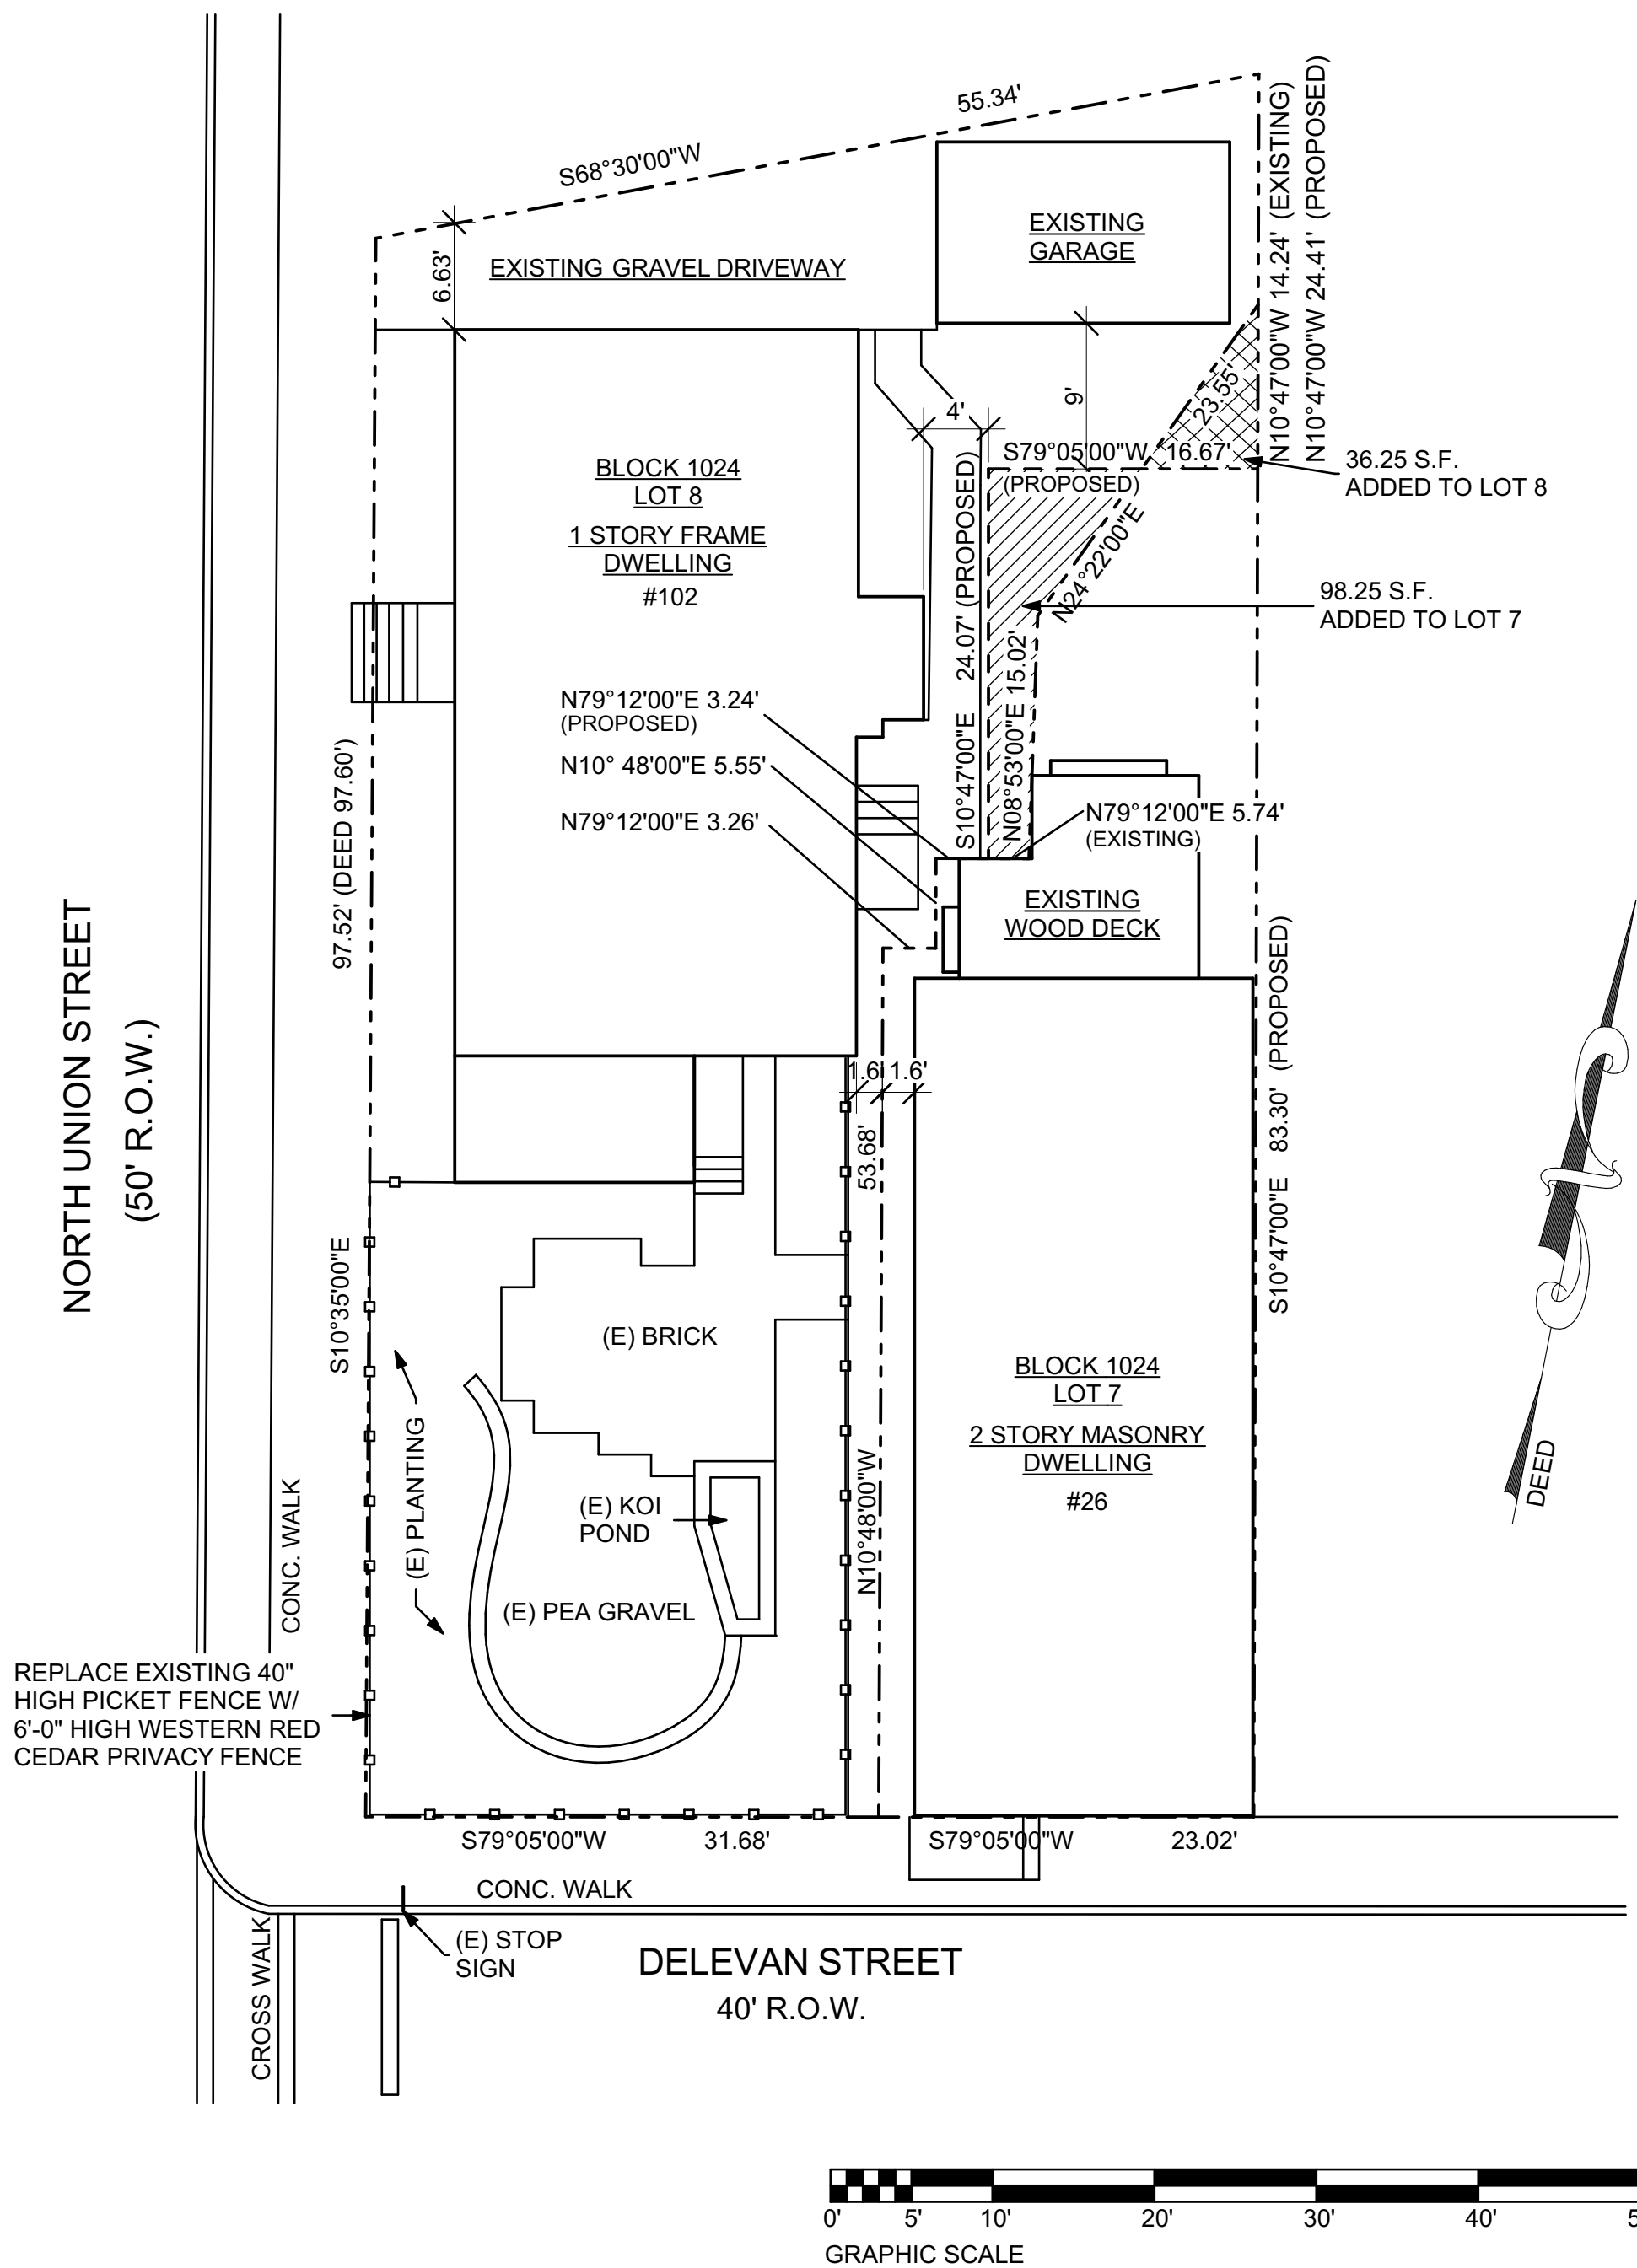 55.34'
S68°30'00"W
N10°47'00"W 14.24' (EXISTING)
N10°47'00"W 24.41' (PROPOSED)
6.63'
EXISTING GRAVEL DRIVEWAY
EXISTING
GARAGE
4'
9'
23.55'
S79°05'00"W 16.67'
(PROPOSED)
36.25 S.F.
ADDED TO LOT 8
BLOCK 1024
LOT 8
1 STORY FRAME
DWELLING
#102
N24°22'00"E
98.25 S.F.
ADDED TO LOT 7
S10°47'00"E 24.07' (PROPOSED)
N08°53'00"E 15.02'
N79°12'00"E 3.24'
(PROPOSED)
N10° 48'00"E 5.55'
N79°12'00"E 3.26'
N79°12'00"E 5.74'
(EXISTING)
EXISTING
WOOD DECK
NORTH UNION STREET
(50' R.O.W.)
S10°35'00"E
97.52' (DEED 97.60')
1.6'
1.6'
53.68'
N10°48'00"W
S10°47'00"E 83.30' (PROPOSED)
(E) BRICK
BLOCK 1024
LOT 7
2 STORY MASONRY
DWELLING
#26
DEED
CONC. WALK
(E) PLANTING
(E) KOI
POND
(E) PEA GRAVEL
REPLACE EXISTING 40"
HIGH PICKET FENCE W/
6'-0" HIGH WESTERN RED
CEDAR PRIVACY FENCE
S79°05'00"W 31.68'
S79°05'00"W 23.02'
CONC. WALK
CROSS WALK
(E) STOP
SIGN
DELEVAN STREET
40' R.O.W.
0' 5' 10' 20' 30' 40' 5
GRAPHIC SCALE